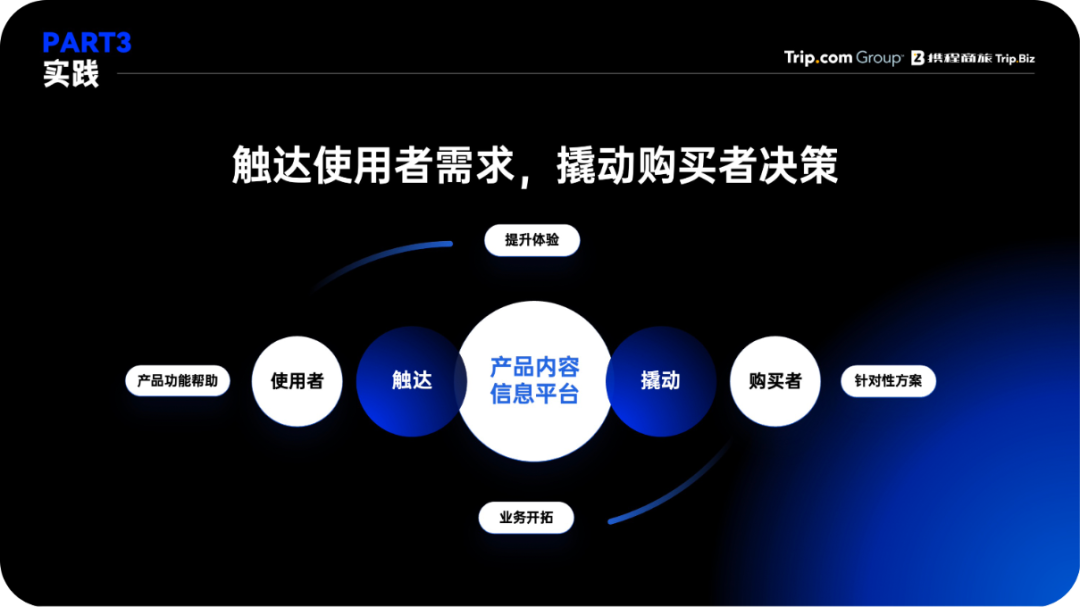 PART3
实践
Trip.com Group 携程商旅 Trip.Biz
触达使用者需求，撬动购买者决策
提升体验
产品功能帮助
使用者
触达
产品内容
信息平台
撬动
购买者
针对性方案
业务开拓